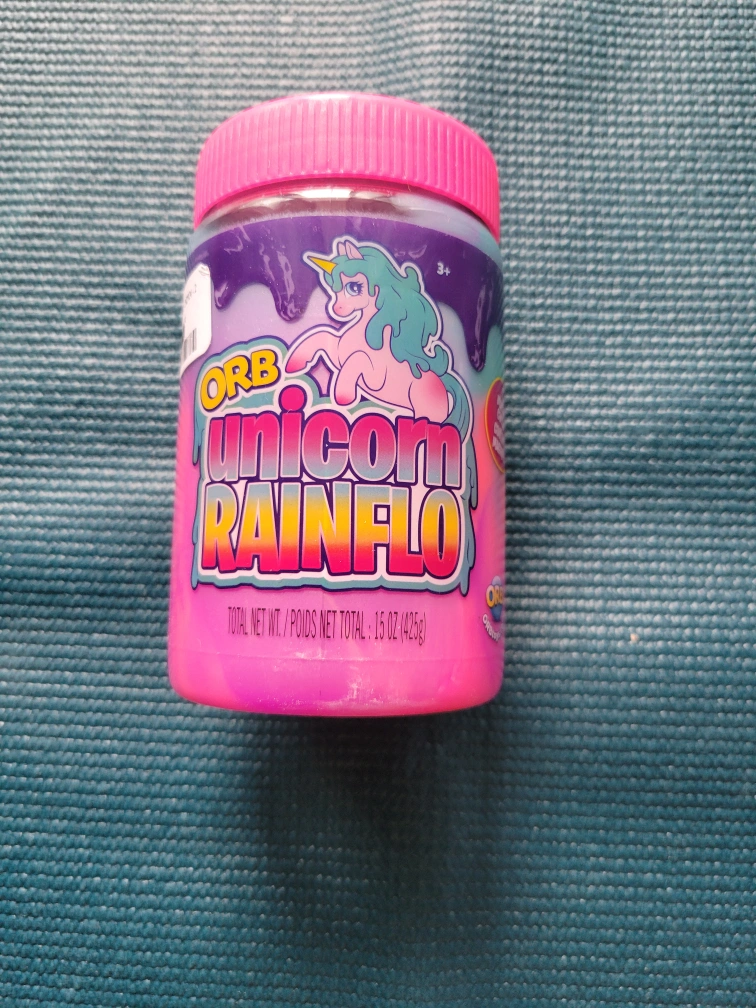 3+
ORB
unicorn
RAINFLO
TOTAL NET WT. / POIDS NET TOTAL : 15 OZ (425g)